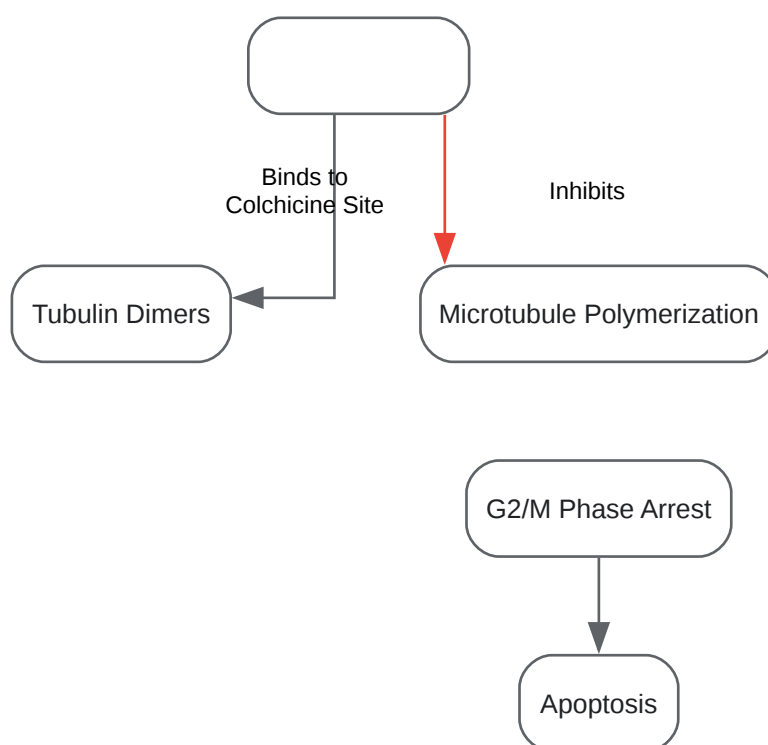 Binds to
Colchicine Site
Inhibits
Tubulin Dimers
Microtubule Polymerization
G2/M Phase Arrest
Apoptosis